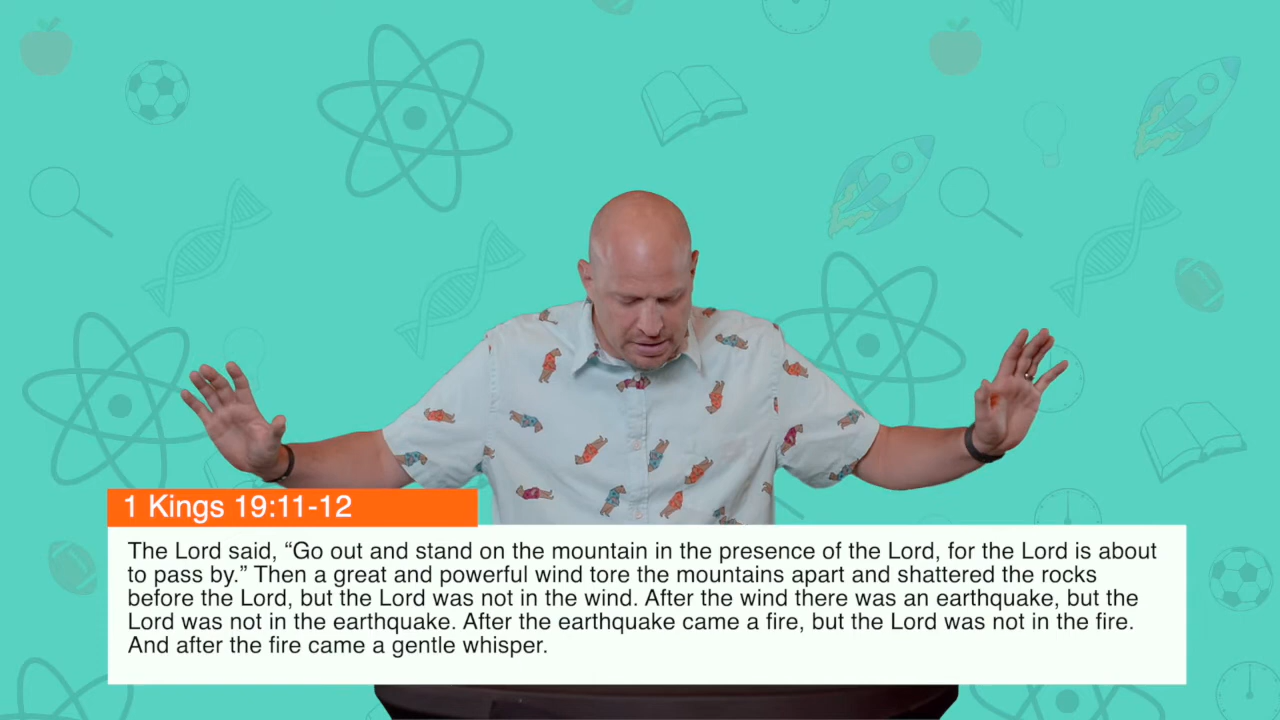 1 Kings 19:11-12
The Lord said, “Go out and stand on the mountain in the presence of the Lord, for the Lord is about
to pass by.” Then a great and powerful wind tore the mountains apart and shattered the rocks
before the Lord, but the Lord was not in the wind. After the wind there was an earthquake, but the
Lord was not in the earthquake. After the earthquake came a fire, but the Lord was not in the fire.
And after the fire came a gentle whisper.